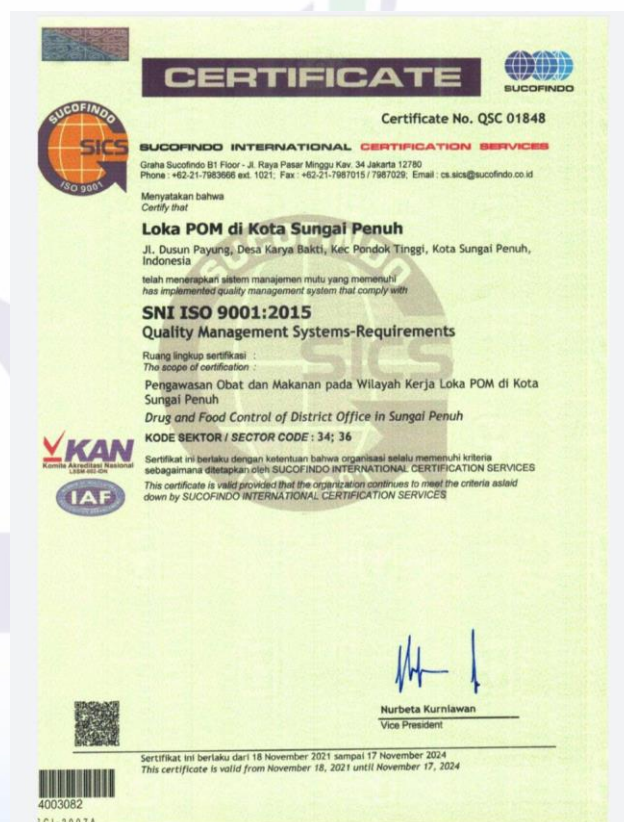 CERTIFICATE
SUCOFINDO
Certificate No. QSC 01848
SUCOFINDO
SICS
ISO 9001
SUCOFINDO INTERNATIONAL CERTIFICATION SERVICES
Graha Sucofindo B1 Floor - Jl. Raya Pasar Minggu Kav. 34 Jakarta 12780
Phone : +62-21-7983666 ext. 1021; Fax : +62-21-7987015 / 7987029; Email : cs.sics@sucofindo.co.id
Menyatakan bahwa
Certify that
Loka POM di Kota Sungai Penuh
Jl. Dusun Payung, Desa Karya Bakti, Kec Pondok Tinggi, Kota Sungai Penuh,
Indonesia
telah menerapkan sistem manajemen mutu yang memenuhi
has implemented quality management system that comply with
SNI ISO 9001:2015
Quality Management Systems-Requirements
Ruang lingkup sertifikasi :
The scope of certification :
Pengawasan Obat dan Makanan pada Wilayah Kerja Loka POM di Kota
Sungai Penuh
Drug and Food Control of District Office in Sungai Penuh
KODE SEKTOR / SECTOR CODE : 34; 36
KAN
Komite Akreditasi Nasional
LSSM-002-IDN
IAF
Sertifikat ini berlaku dengan ketentuan bahwa organisasi selalu memenuhi kriteria
sebagaimana ditetapkan oleh SUCOFINDO INTERNATIONAL CERTIFICATION SERVICES
This certificate is valid provided that the organization continues to meet the criteria aslaid
down by SUCOFINDO INTERNATIONAL CERTIFICATION SERVICES
SICS
Nurbeta Kurniawan
Vice President
Sertifikat ini berlaku dari 18 November 2021 sampai 17 November 2024
This certificate is valid from November 18, 2021 until November 17, 2024
4003082